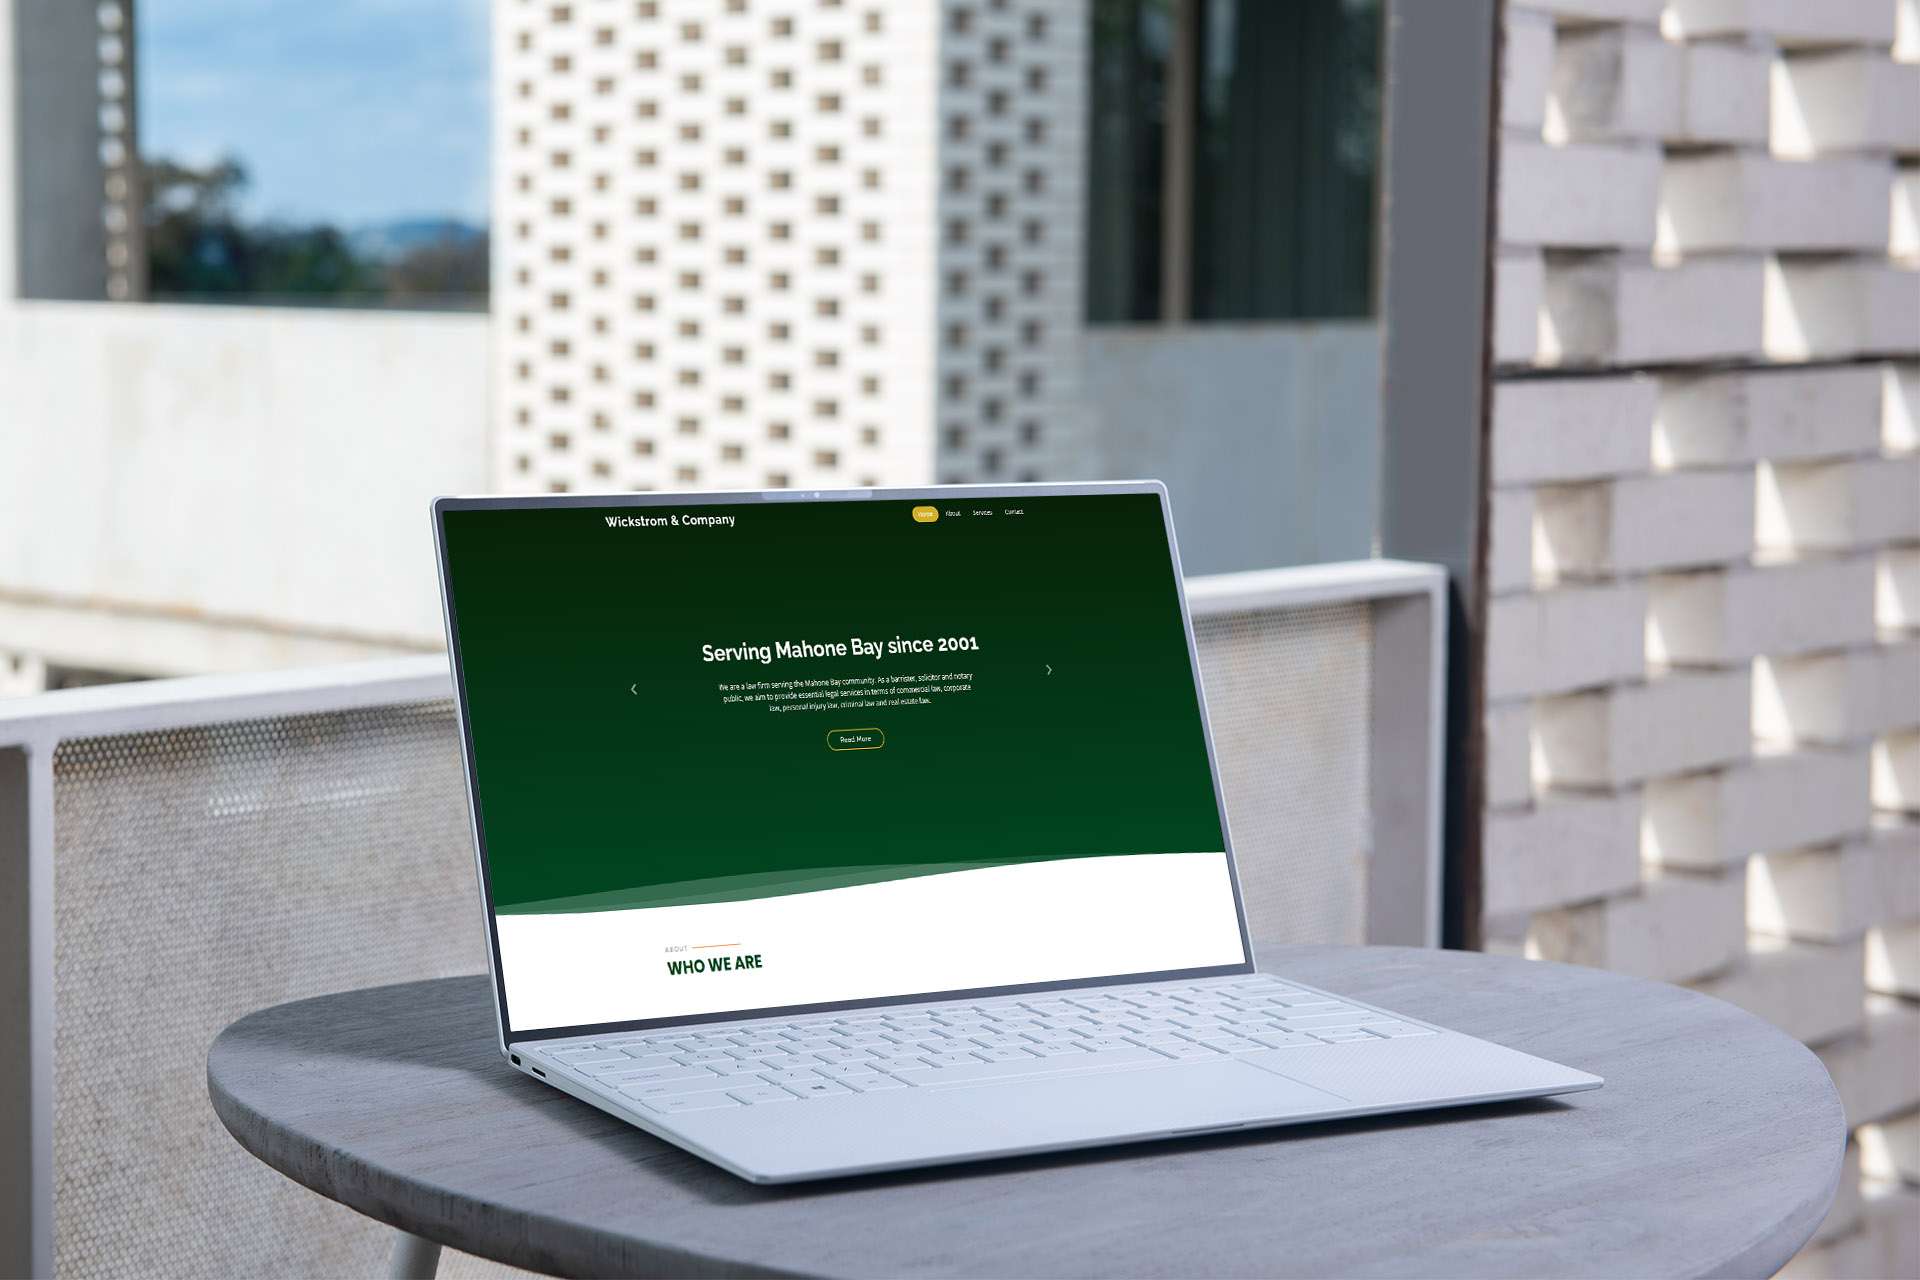 Wickstrom & Company
Home About Services Contact
Serving Mahone Bay since 2001
We are a law firm serving the Mahone Bay community. As a barrister, solicitor and notary
public, we aim to provide essential legal services in terms of commercial law, corporate
law, personal injury law, criminal law and real estate law.
Read More
ABOUT
WHO WE ARE